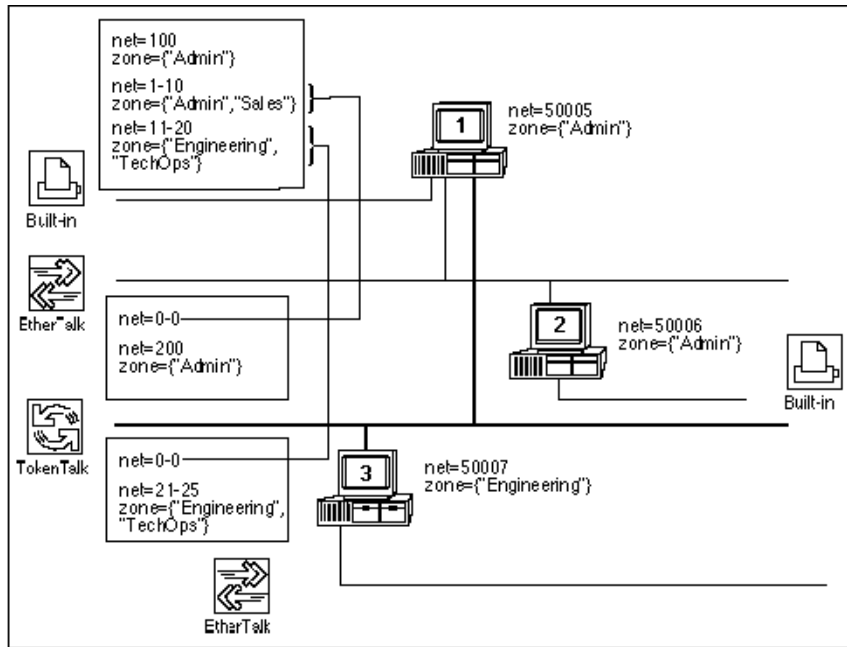 net=100
zone={"Admin"}
net=1-10
zone={"Admin","Sales"}
net=11-20
zone={"Engineering",
"TechOps"}
1
net=50005
zone={"Admin"}
Built-in
EtherTalk
net=0-0
net=200
zone={"Admin"}
2
net=50006
zone={"Admin"}
Built-in
TokenTalk
net=0-0
net=21-25
zone={"Engineering",
"TechOps"}
3
net=50007
zone={"Engineering"}
EtherTalk